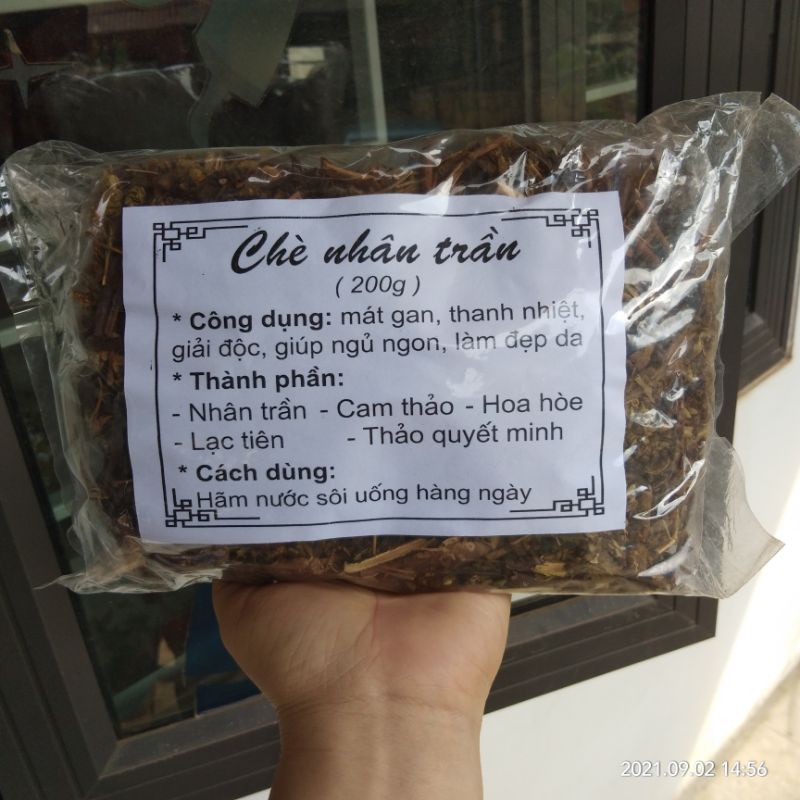 Chè nhân trần
( 200g )
* Công dụng: mát gan, thanh nhiệt,
giải độc, giúp ngủ ngon, làm đẹp da
* Thành phần:
- Nhân trần - Cam thảo - Hoa hòe
- Lạc tiên - Thảo quyết minh
* Cách dùng:
Hãm nước sôi uống hàng ngày
2021.09.02 14:56